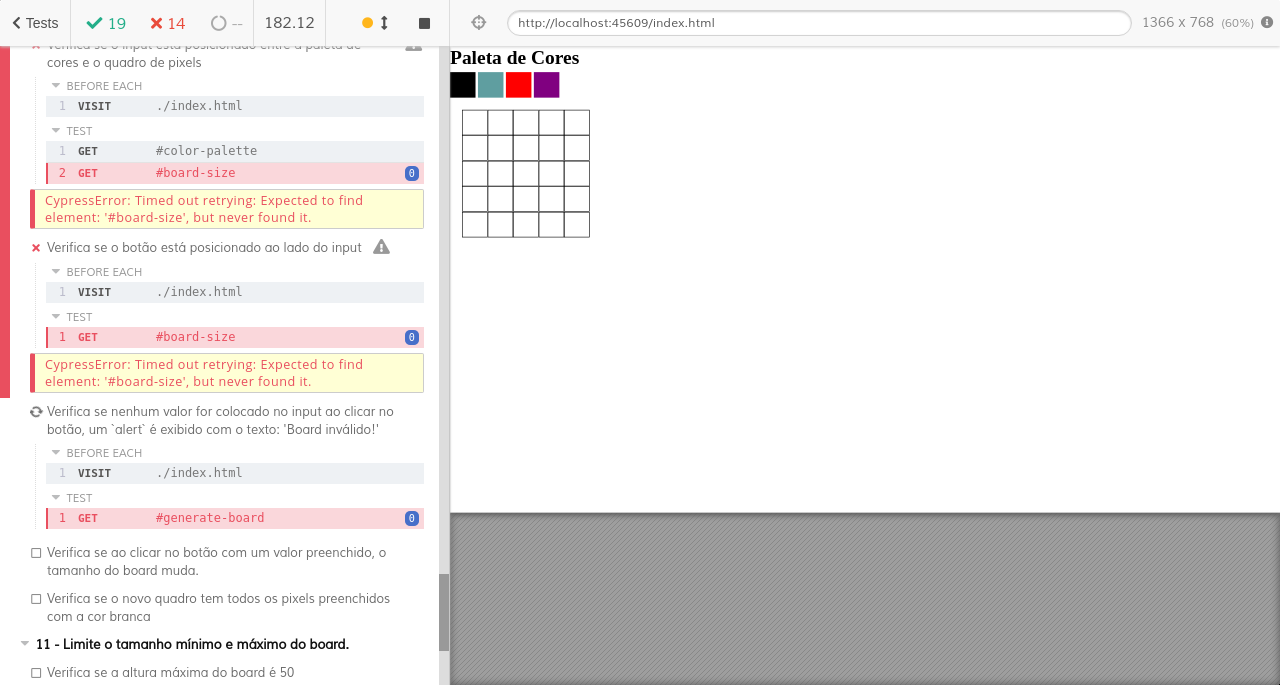 Tests 19 14 -- 182.12 http://localhost:45609/index.html 1366 x 768 (60%)
Verifica se o input está posicionado entre a paleta de
cores e o quadro de pixels
BEFORE EACH
1 VISIT ./index.html
TEST
1 GET #color-palette
2 GET #board-size 0
CypressError: Timed out retrying: Expected to find
element: '#board-size', but never found it.
Verifica se o botão está posicionado ao lado do input
BEFORE EACH
1 VISIT ./index.html
TEST
1 GET #board-size 0
CypressError: Timed out retrying: Expected to find
element: '#board-size', but never found it.
Verifica se nenhum valor for colocado no input ao clicar no
botão, um `alert` é exibido com o texto: 'Board inválido!'
BEFORE EACH
1 VISIT ./index.html
TEST
1 GET #generate-board 0
Verifica se ao clicar no botão com um valor preenchido, o
tamanho do board muda.
Verifica se o novo quadro tem todos os pixels preenchidos
com a cor branca
11 - Limite o tamanho mínimo e máximo do board.
Verifica se a altura máxima do board é 50
Paleta de Cores